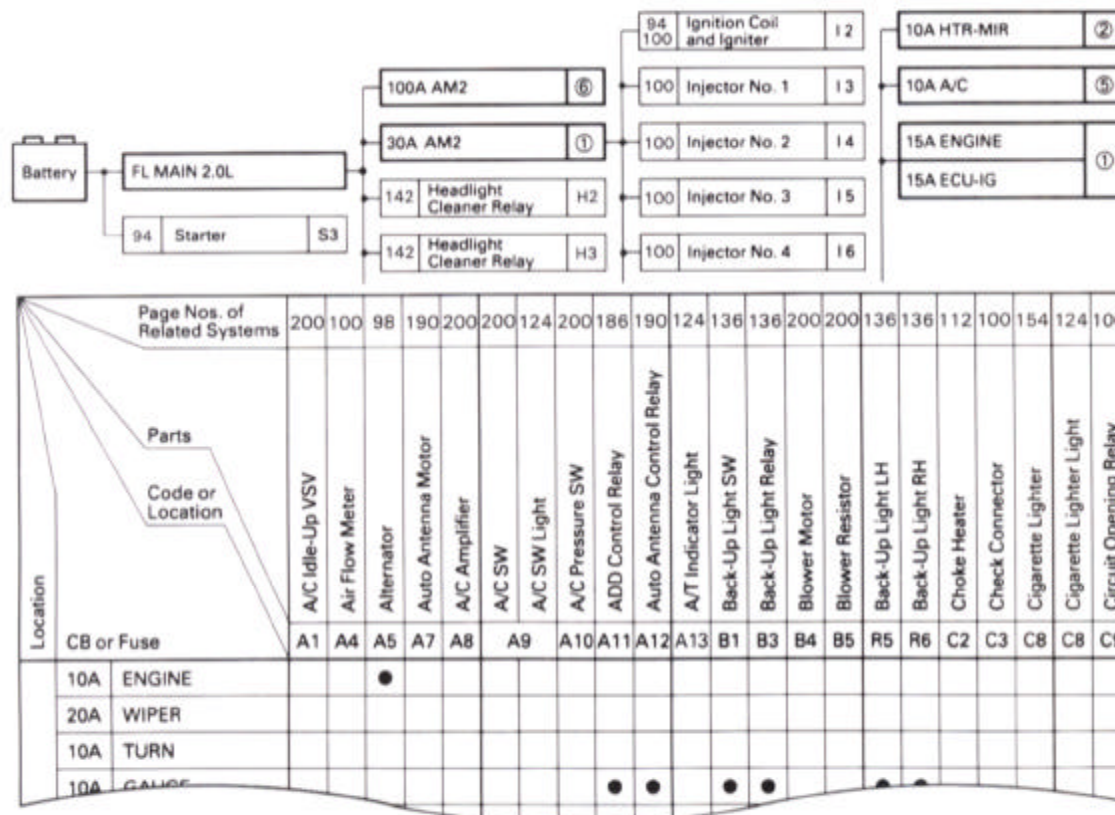 94
100
Ignition Coil
and Igniter
I 2
10A HTR-MIR
②
100A AM2
⑥
100
Injector No. 1
I 3
10A A/C
⑤
Battery
FL MAIN 2.0L
30A AM2
①
100
Injector No. 2
I 4
15A ENGINE
15A ECU-IG
①
94
Starter
S3
142
Headlight
Cleaner Relay
H2
100
Injector No. 3
I 5
142
Headlight
Cleaner Relay
H3
100
Injector No. 4
I 6
Page Nos. of
Related Systems
200 100 98 190 200 200 124 200 186 190 124 136 136 200 200 136 136 112 100 154 124
Parts
Code or
Location
Location
A/C Idle-Up VSV
Air Flow Meter
Alternator
Auto Antenna Motor
A/C Amplifier
A/C SW
A/C SW Light
A/C Pressure SW
ADD Control Relay
Auto Antenna Control Relay
A/T Indicator Light
Back-Up Light SW
Back-Up Light Relay
Blower Motor
Blower Resistor
Back-Up Light LH
Back-Up Light RH
Choke Heater
Check Connector
Cigarette Lighter
Cigarette Lighter Light
Circuit Opening Relay
CB or Fuse
A1 A4 A5 A7 A8 A9 A10 A11 A12 A13 B1 B3 B4 B5 R5 R6 C2 C3 C8 C8
10A ENGINE
20A WIPER
10A TURN
10A GAUGE